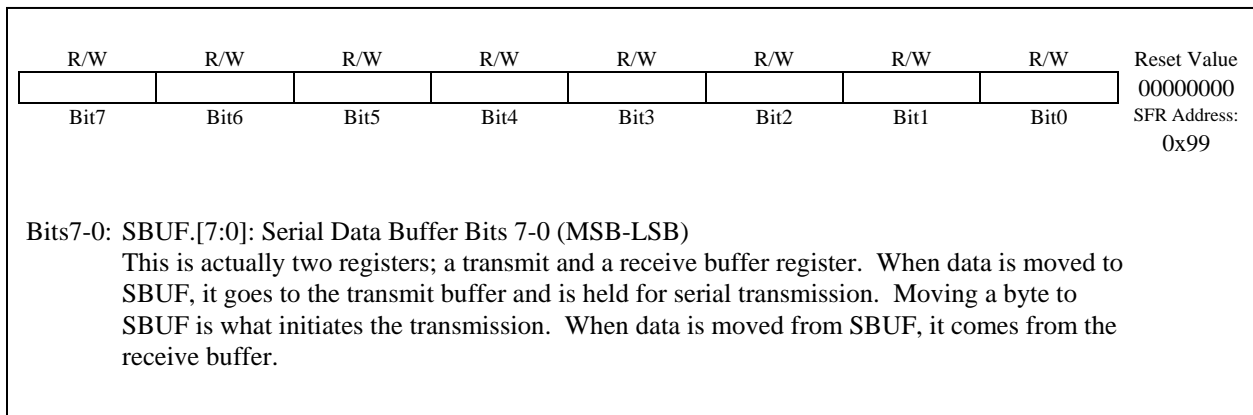 R/W R/W R/W R/W R/W R/W R/W R/W Reset Value
00000000
Bit7 Bit6 Bit5 Bit4 Bit3 Bit2 Bit1 Bit0 SFR Address:
0x99
Bits7-0: SBUF.[7:0]: Serial Data Buffer Bits 7-0 (MSB-LSB)
This is actually two registers; a transmit and a receive buffer register. When data is moved to
SBUF, it goes to the transmit buffer and is held for serial transmission. Moving a byte to
SBUF is what initiates the transmission. When data is moved from SBUF, it comes from the
receive buffer.